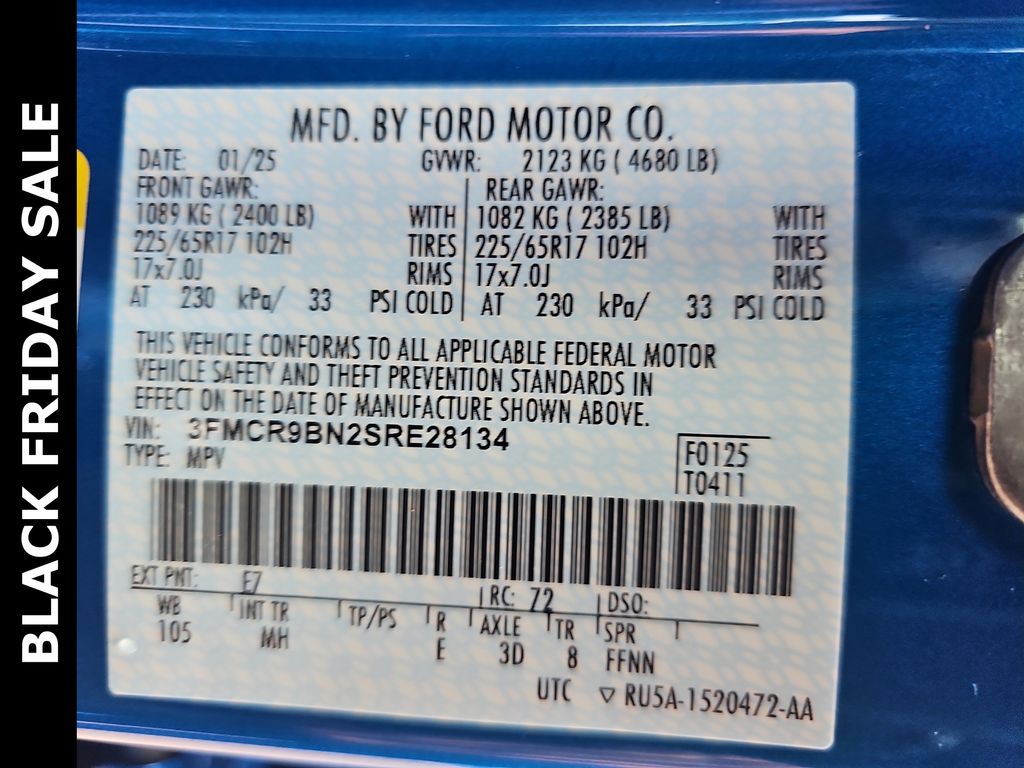 BLACK FRIDAY SALE
MFD. BY FORD MOTOR CO.
DATE: 01/25 GVWR: 2123 KG ( 4680 LB)
FRONT GAWR: REAR GAWR:
1089 KG ( 2400 LB) WITH 1082 KG ( 2385 LB) WITH
225/65R17 102H TIRES 225/65R17 102H TIRES
17x7.0J RIMS 17x7.0J RIMS
AT 230 kPa/ 33 PSI COLD AT 230 kPa/ 33 PSI COLD
THIS VEHICLE CONFORMS TO ALL APPLICABLE FEDERAL MOTOR
VEHICLE SAFETY AND THEFT PREVENTION STANDARDS IN
EFFECT ON THE DATE OF MANUFACTURE SHOWN ABOVE.
VIN: 3FMCR9BN2SRE28134
TYPE: MPV
F0125
T0411
EXT PNT: E7 RC: 72 DSO:
WB INT TR TP/PS R AXLE TR SPR
105 MH E 3D 8 FFNN
UTC ▽ RU5A-1520472-AA